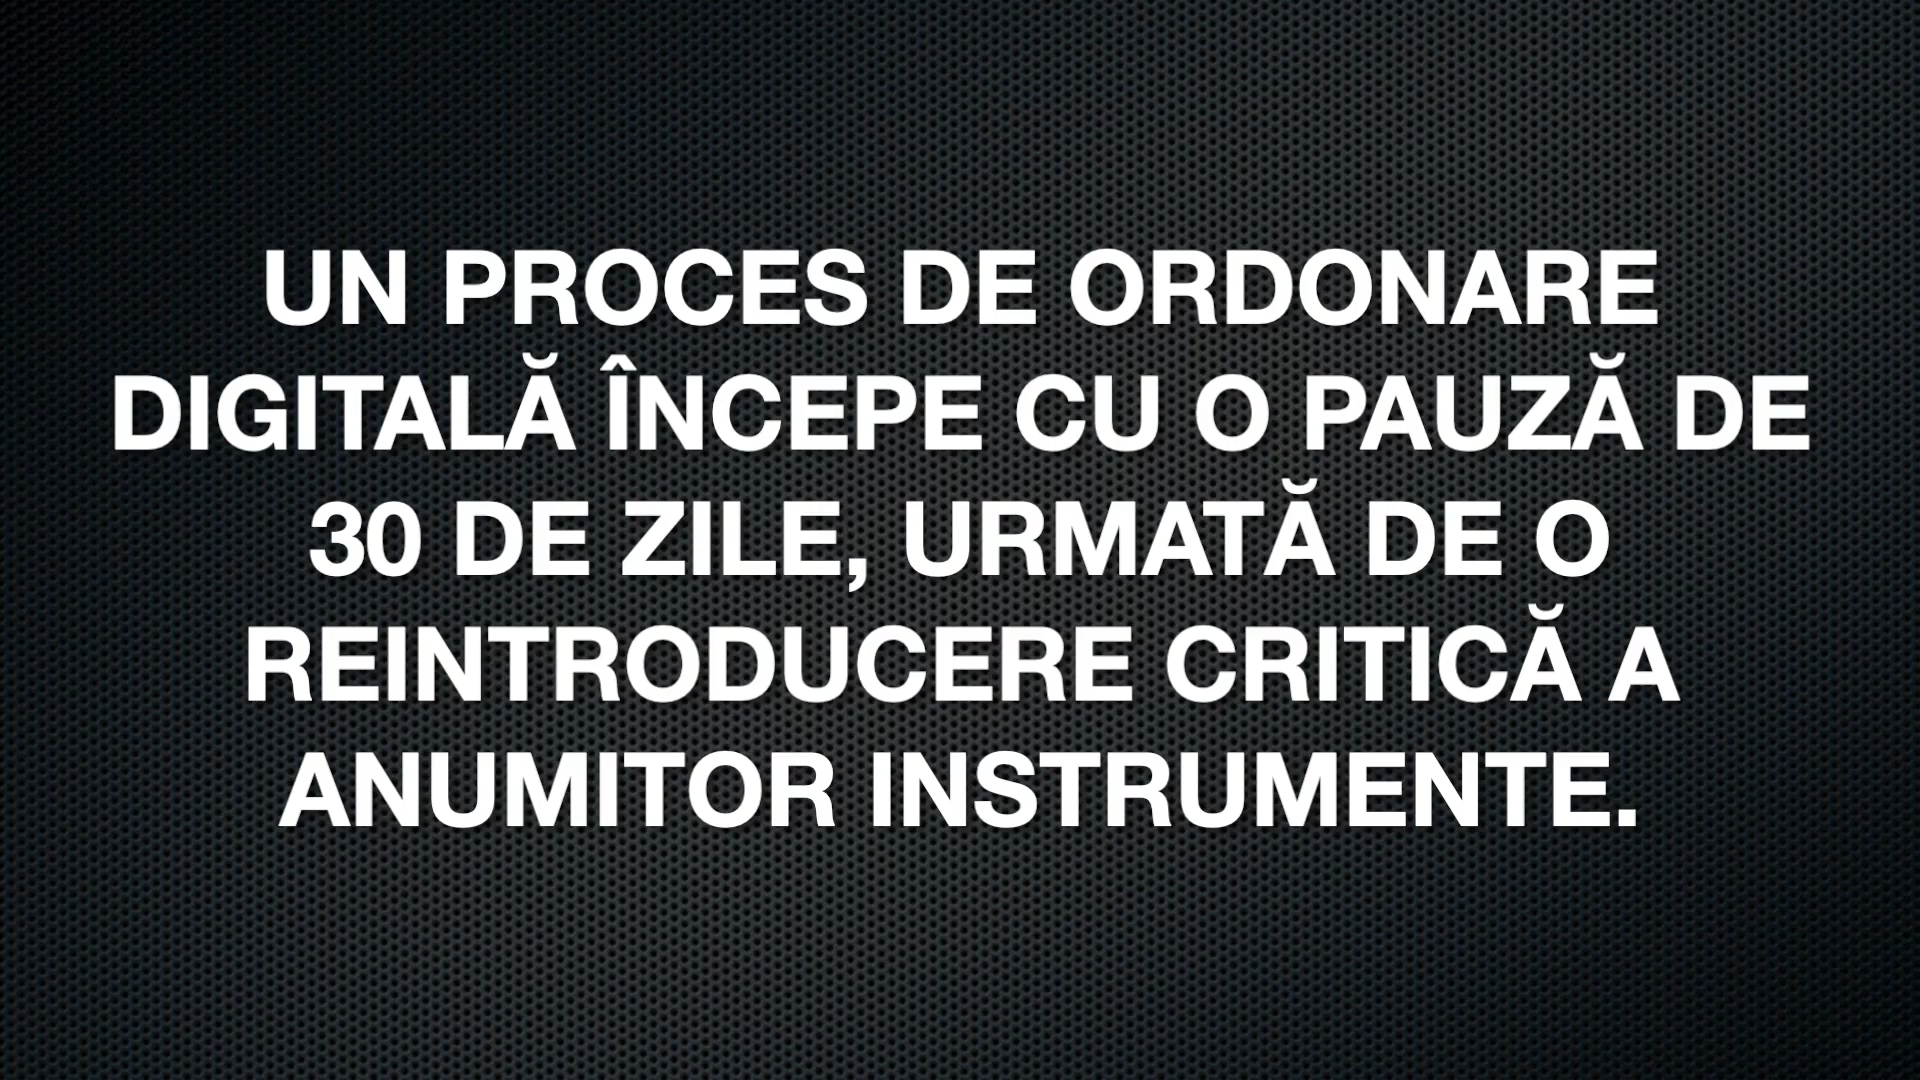 UN PROCES DE ORDONARE
DIGITALĂ ÎNCEPE CU O PAUZĂ DE
30 DE ZILE, URMATĂ DE O
REINTRODUCERE CRITICĂ A
ANUMITOR INSTRUMENTE.